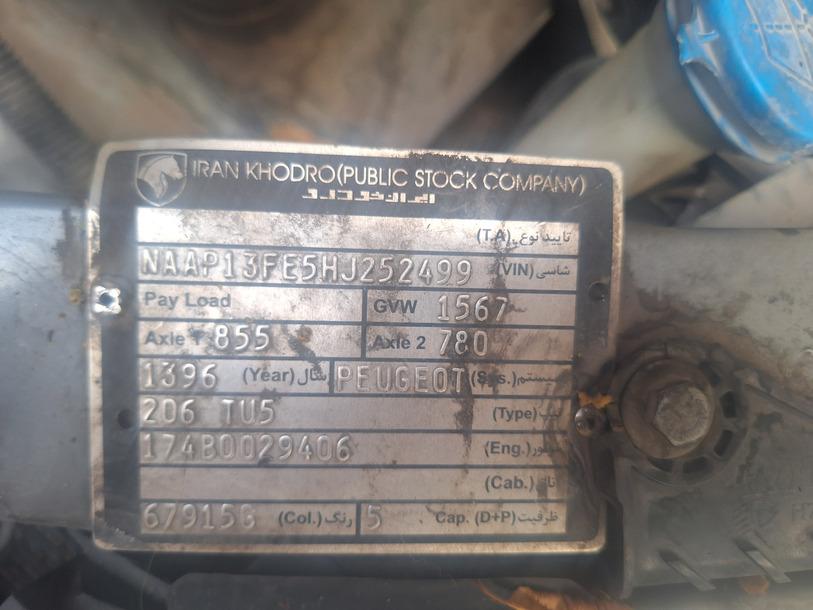 IRAN KHODRO(PUBLIC STOCK COMPANY)
ایران خودرو
تایید نوع (T.A)
NAAP13FE5HJ252499 (VIN) شاسی
Pay Load GVW 1567
Axle 1 855 Axle 2 780
1396 (Year) سال PEUGEOT (Sys.) سیستم
206 TU5 (Type) تیپ
174B0029406 (Eng.) موتور
(Cab.)
67915G (Col.) رنگ 5 Cap. (D+P) ظرفیت